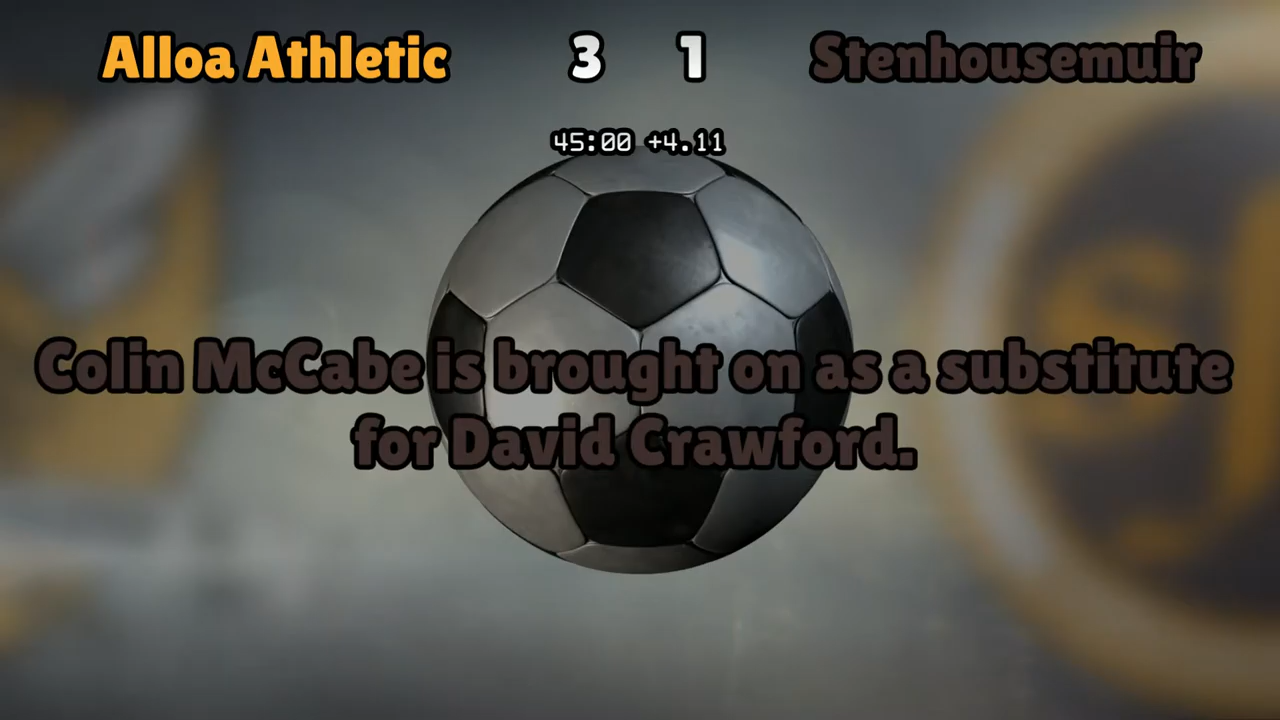 Alloa Athletic 3 1 Stenhousemuir
45:00 +4.11
Colin McCabe is brought on as a substitute
for David Crawford.